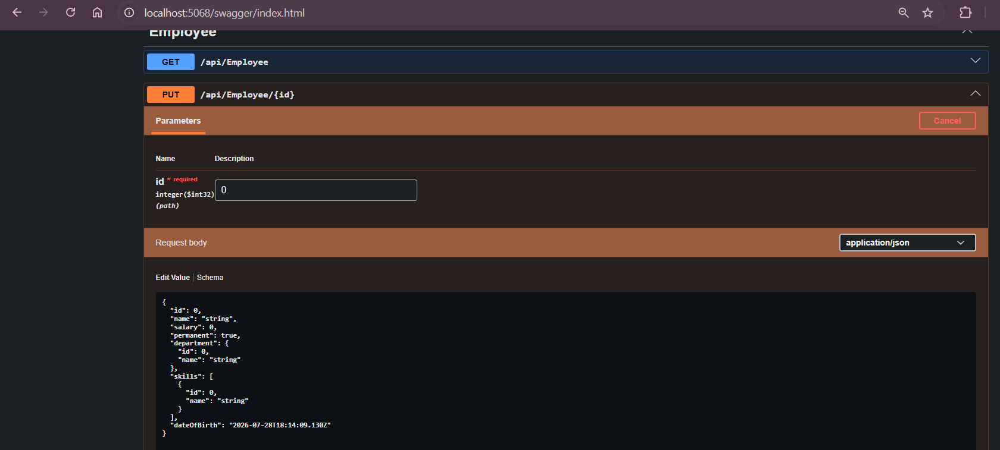 localhost:5068/swagger/index.html
Employee
GET /api/Employee
PUT /api/Employee/{id}
Parameters
Cancel
Name Description
id * required
integer($int32)
(path)
0
Request body
application/json
Edit Value | Schema
{
  "id": 0,
  "name": "string",
  "salary": 0,
  "permanent": true,
  "department": {
    "id": 0,
    "name": "string"
  },
  "skills": [
    {
      "id": 0,
      "name": "string"
    }
  ],
  "dateOfBirth": "2026-07-28T18:14:09.130Z"
}